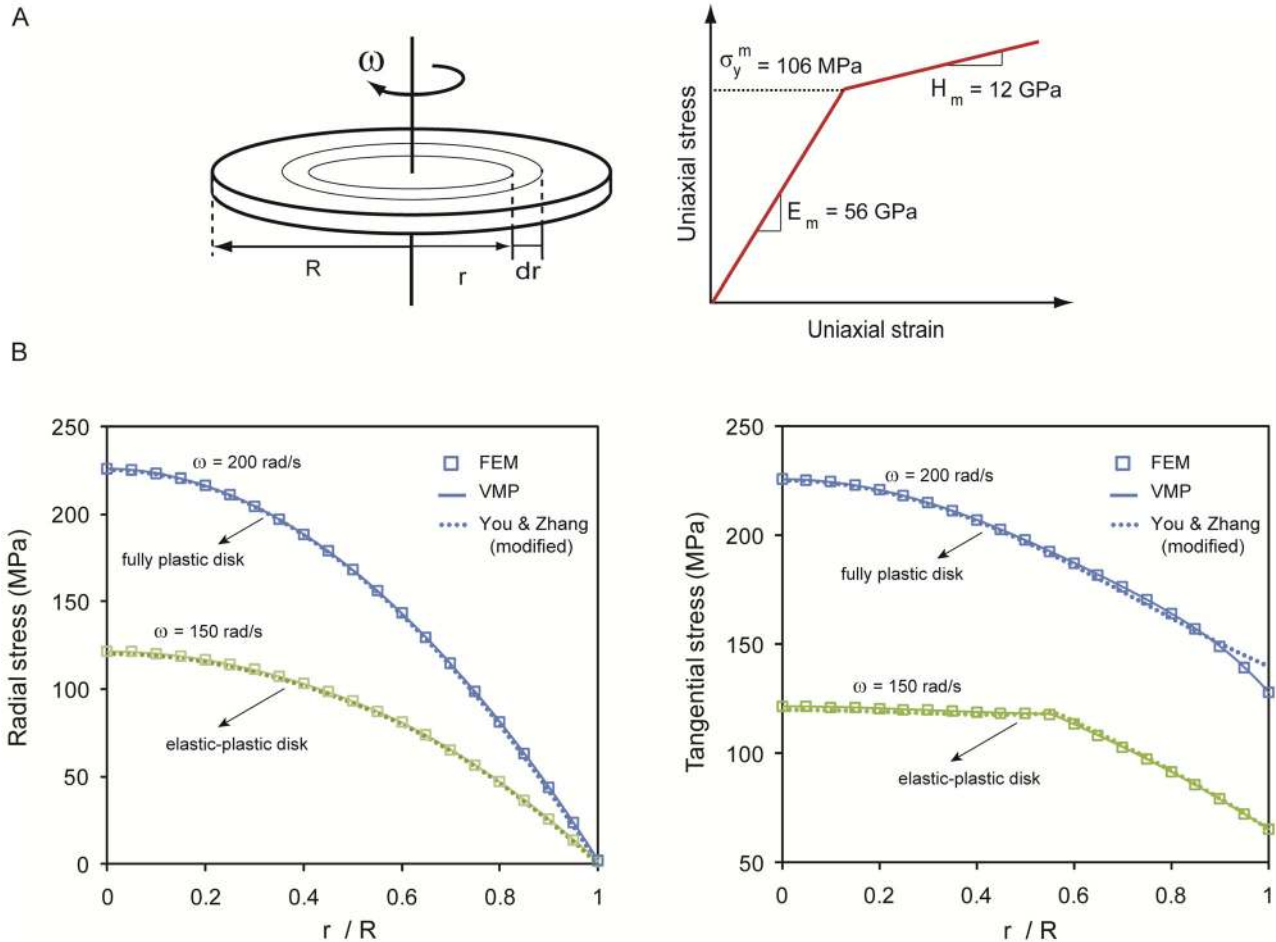 A
ω
R
r
dr
Uniaxial stress
σ_y^m = 106 MPa
H_m = 12 GPa
E_m = 56 GPa
Uniaxial strain
B
Radial stress (MPa)
250
200
150
100
50
0
ω = 200 rad/s
fully plastic disk
ω = 150 rad/s
elastic-plastic disk
FEM
VMP
You & Zhang
(modified)
0
0.2
0.4
0.6
0.8
1
r / R
Tangential stress (MPa)
250
200
150
100
50
ω = 200 rad/s
fully plastic disk
ω = 150 rad/s
elastic-plastic disk
FEM
VMP
You & Zhang
(modified)
0
0.2
0.4
0.6
0.8
1
r / R